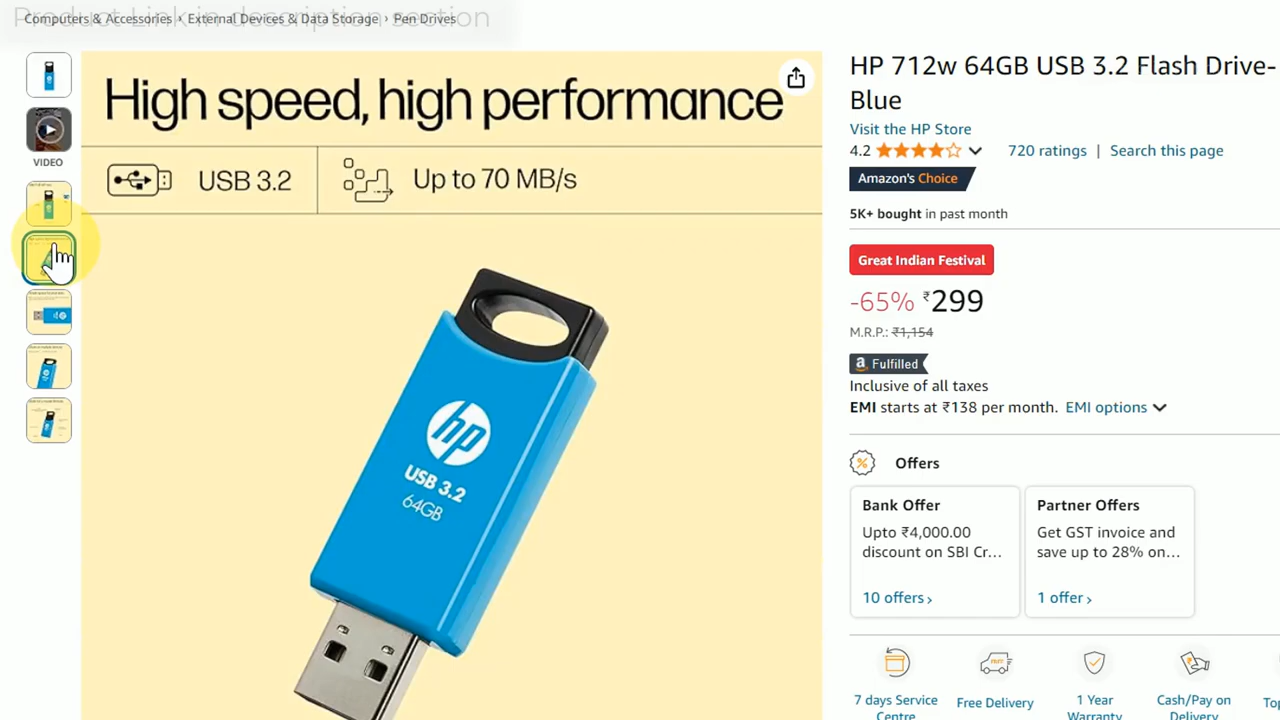 Product Link in description section
Computers & Accessories › External Devices & Data Storage › Pen Drives
VIDEO
High speed, high performance
USB 3.2
Up to 70 MB/s
hp
USB 3.2
64GB
HP 712w 64GB USB 3.2 Flash Drive-
Blue
Visit the HP Store
4.2
720 ratings | Search this page
Amazon's Choice
5K+ bought in past month
Great Indian Festival
-65% ₹299
M.R.P.: ₹1,154
a Fulfilled
Inclusive of all taxes
EMI starts at ₹138 per month. EMI options
Offers
Bank Offer
Upto ₹4,000.00
discount on SBI Cr...
10 offers ›
Partner Offers
Get GST invoice and
save up to 28% on...
1 offer ›
7 days Service
Centre
Free Delivery
1 Year
Warranty
Cash/Pay on
Delivery